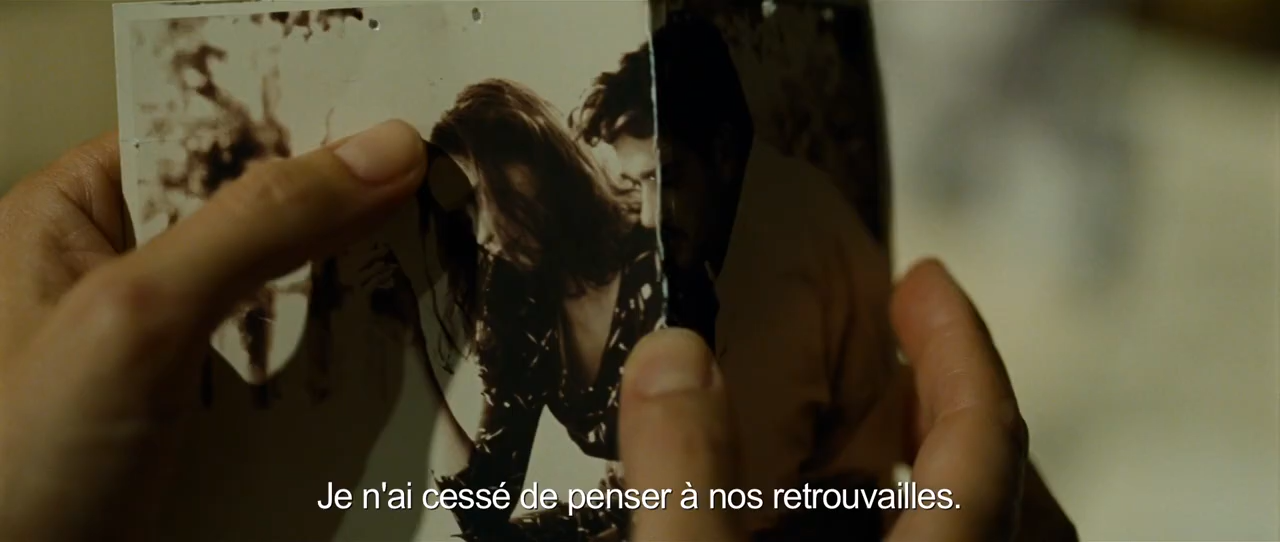 Je n'ai cessé de penser à nos retrouvailles.